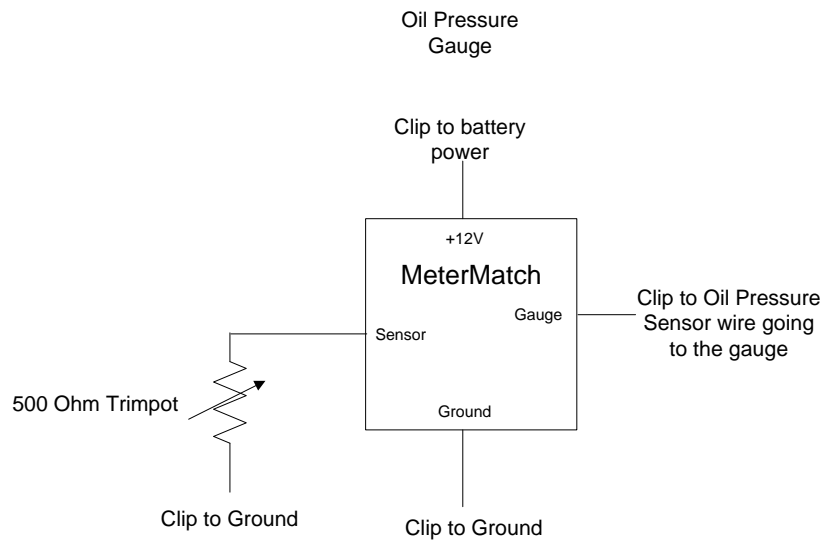 Oil Pressure
Gauge
Clip to battery
power
+12V
MeterMatch
Gauge
Clip to Oil Pressure
Sensor wire going
to the gauge
Sensor
500 Ohm Trimpot
Ground
Clip to Ground
Clip to Ground